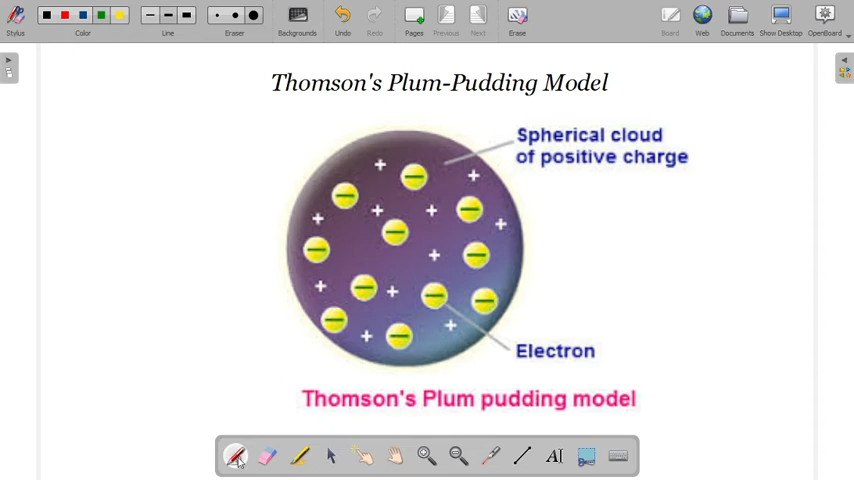 Stylus
Color
Line
Eraser
Backgrounds
Undo
Redo
Pages
Previous
Next
Erase
Board
Web
Documents
Show Desktop
OpenBoard
Thomson's Plum-Pudding Model
Spherical cloud
of positive charge
Electron
Thomson's Plum pudding model